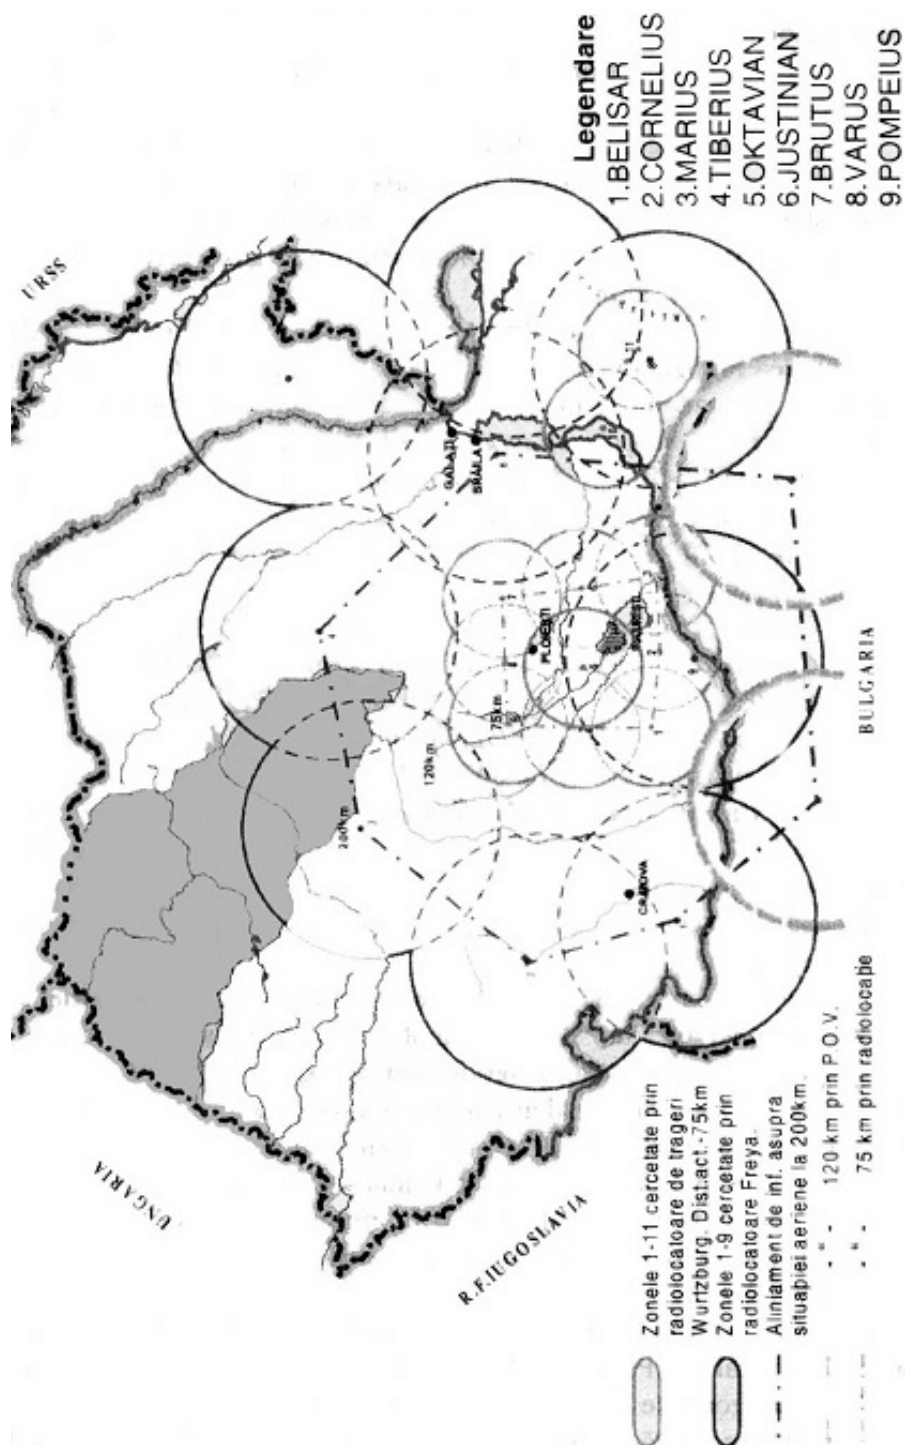 URSS
UNGARIA
R.F.IUGOSLAVIA
BULGARIA
GALAȚI
BRĂILA
PLOIEȘTI
BUCUREȘTI
CRAIOVA
200km
120km
75km
Legendare
1.BELISAR
2.CORNELIUS
3.MARIUS
4.TIBERIUS
5.OKTAVIAN
6.JUSTINIAN
7.BRUTUS
8.VARUS
9.POMPEIUS
Zonele 1-11 cercetate prin
radiolocatoare de trageri
Wurtzburg. Dist.act.-75km
Zonele 1-9 cercetate prin
radiolocatoare Freya.
Aliniament de inf. asupra
situaþiei aeriene la 200km.
- " - 120 km prin P.O.V.
- " - 75 km prin radiolocaþie